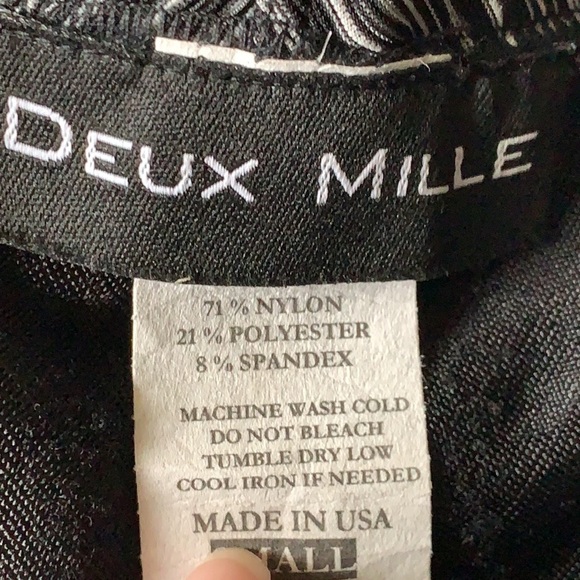 DEUX MILLE
71 % NYLON
21 % POLYESTER
8 % SPANDEX
MACHINE WASH COLD
DO NOT BLEACH
TUMBLE DRY LOW
COOL IRON IF NEEDED
MADE IN USA
SMALL